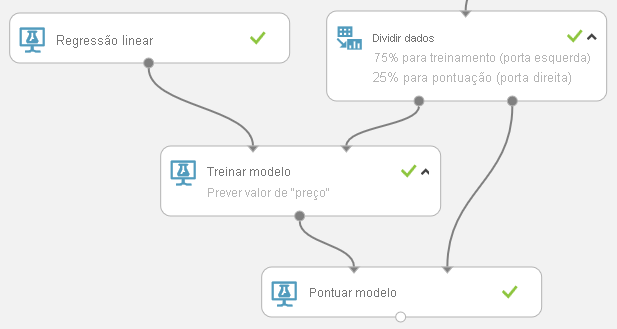 Regressão linear
Dividir dados
75% para treinamento (porta esquerda)
25% para pontuação (porta direita)
Treinar modelo
Prever valor de "preço"
Pontuar modelo